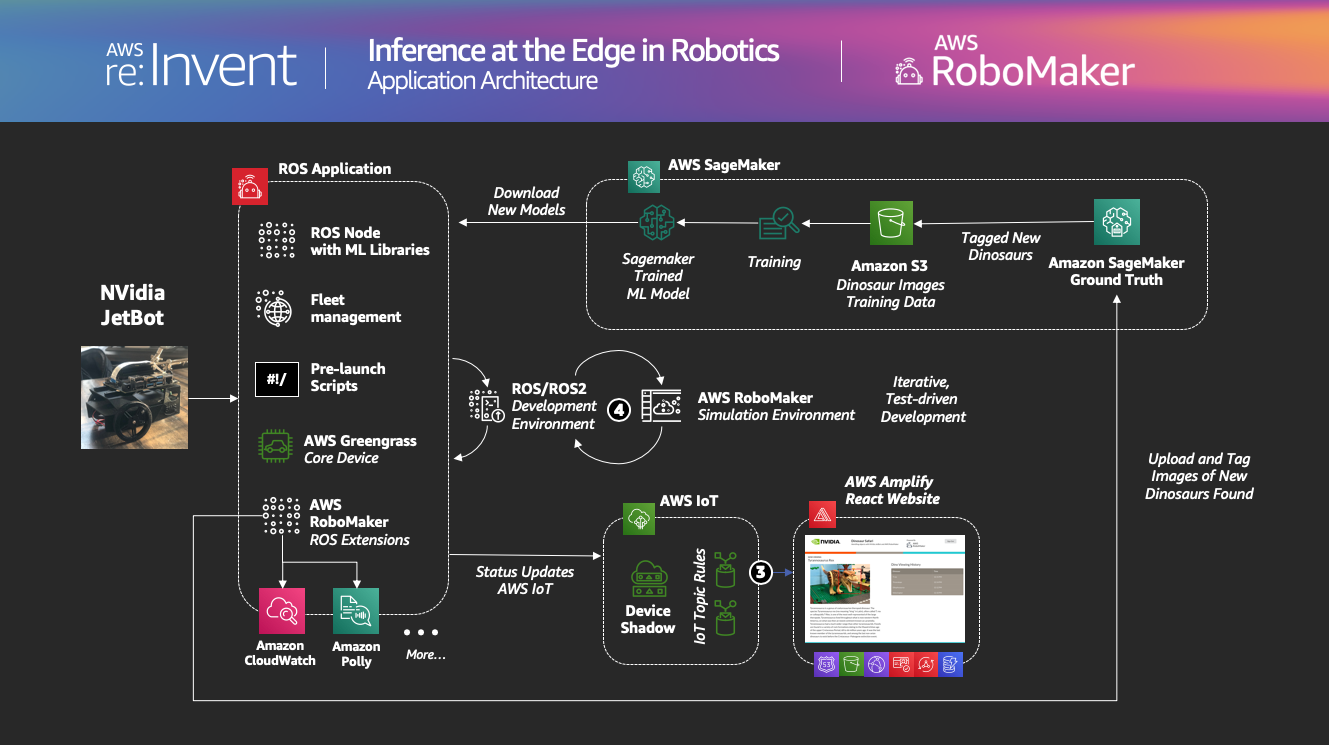 AWS
re:Invent
Inference at the Edge in Robotics
Application Architecture
AWS
RoboMaker
ROS Application
ROS Node
with ML Libraries
Fleet
management
#!/
Pre-launch
Scripts
AWS Greengrass
Core Device
AWS
RoboMaker
ROS Extensions
Amazon
CloudWatch
Amazon
Polly
More...
NVidia
JetBot
Download
New Models
AWS SageMaker
Sagemaker
Trained
ML Model
Training
Amazon S3
Dinosaur Images
Training Data
Tagged New
Dinosaurs
Amazon SageMaker
Ground Truth
ROS/ROS2
Development
Environment
4
AWS RoboMaker
Simulation Environment
Iterative,
Test-driven
Development
Upload and Tag
Images of New
Dinosaurs Found
Status Updates
AWS IoT
AWS IoT
Device
Shadow
IoT Topic Rules
3
AWS Amplify
React Website
NVIDIA